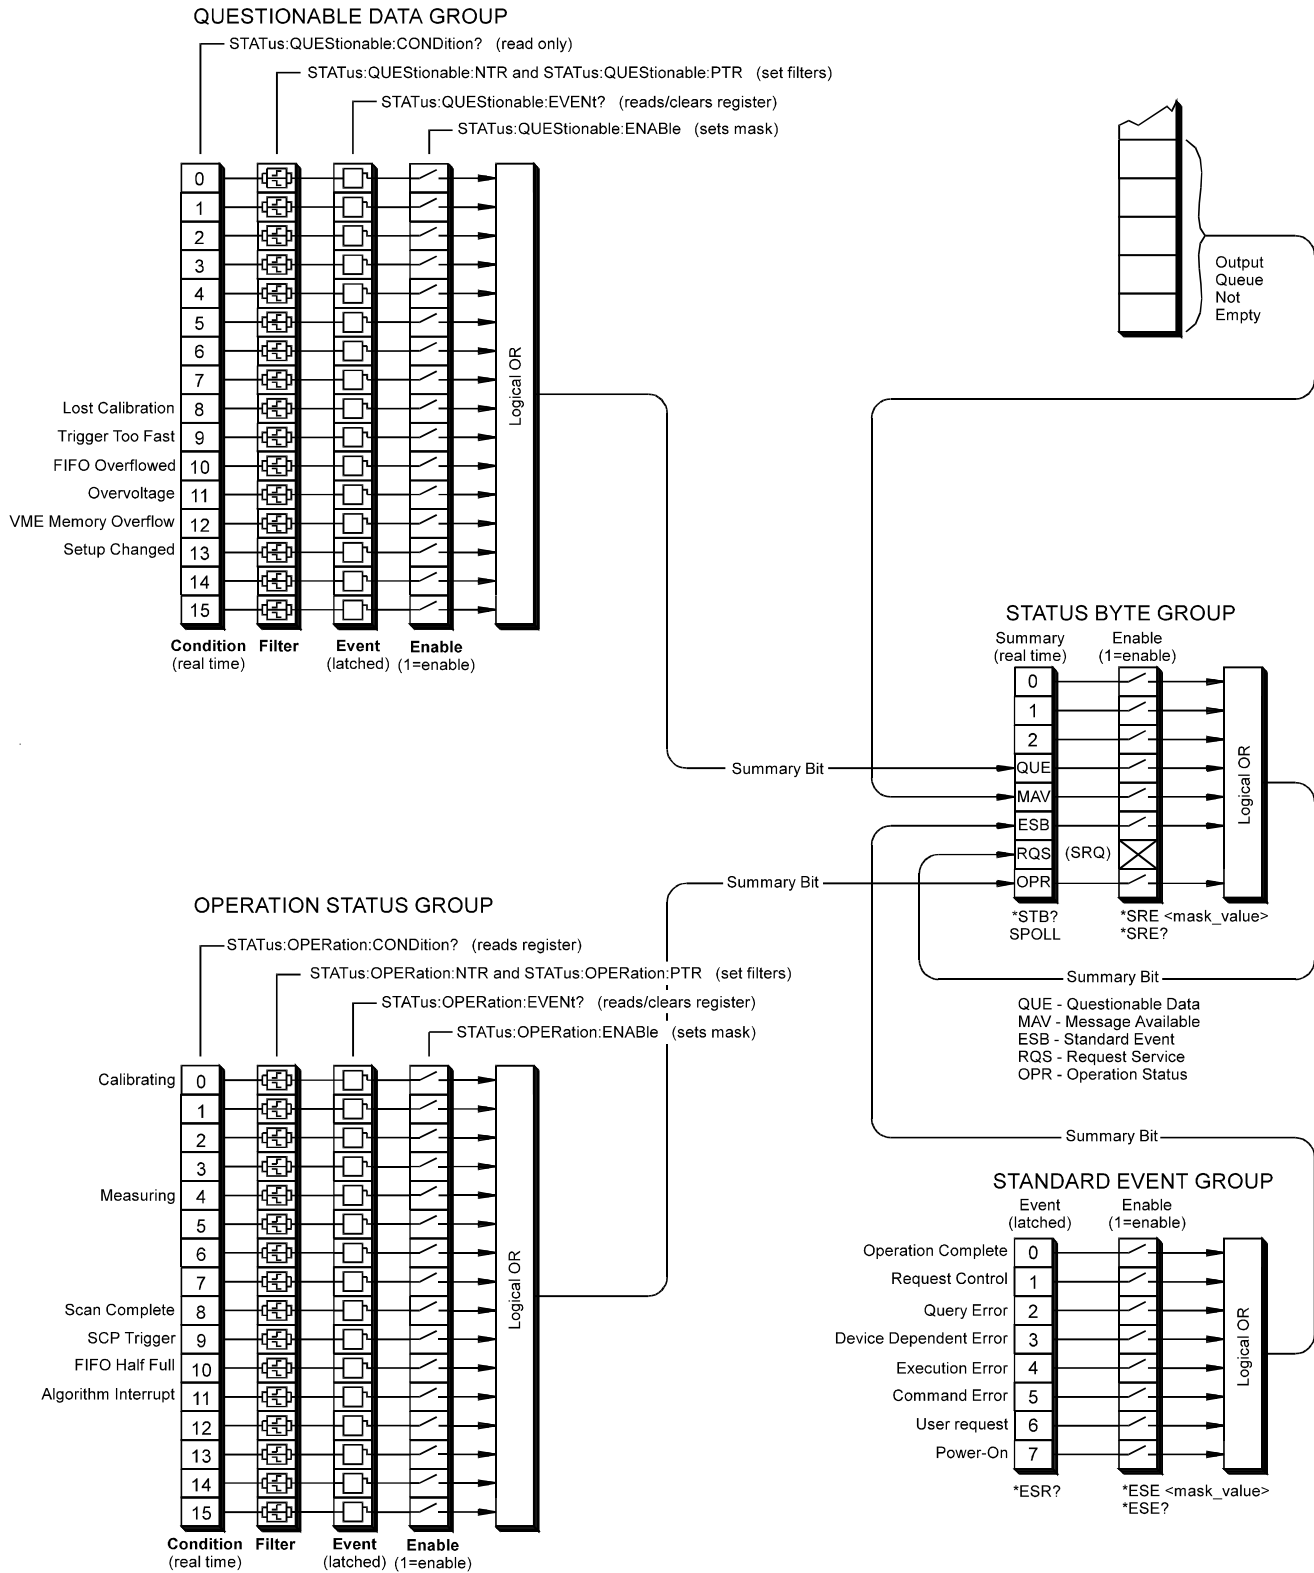 QUESTIONABLE DATA GROUP
STATus:QUEStionable:CONDition? (read only)
STATus:QUEStionable:NTR and STATus:QUEStionable:PTR (set filters)
STATus:QUEStionable:EVENt? (reads/clears register)
STATus:QUEStionable:ENABle (sets mask)
0
1
2
3
4
5
6
7
Lost Calibration 8
Trigger Too Fast 9
FIFO Overflowed 10
Overvoltage 11
VME Memory Overflow 12
Setup Changed 13
14
15
Logical OR
Condition Filter Event Enable
(real time) (latched) (1=enable)
Summary Bit
Output
Queue
Not
Empty
STATUS BYTE GROUP
Summary Enable
(real time) (1=enable)
0
1
2
QUE
MAV
ESB
RQS (SRQ)
OPR
Logical OR
*STB? *SRE <mask_value>
SPOLL *SRE?
Summary Bit
Summary Bit
QUE - Questionable Data
MAV - Message Available
ESB - Standard Event
RQS - Request Service
OPR - Operation Status
OPERATION STATUS GROUP
STATus:OPERation:CONDition? (reads register)
STATus:OPERation:NTR and STATus:OPERation:PTR (set filters)
STATus:OPERation:EVENt? (reads/clears register)
STATus:OPERation:ENABle (sets mask)
Calibrating 0
1
2
3
Measuring 4
5
6
7
Scan Complete 8
SCP Trigger 9
FIFO Half Full 10
Algorithm Interrupt 11
12
13
14
15
Logical OR
Condition Filter Event Enable
(real time) (latched) (1=enable)
Summary Bit
STANDARD EVENT GROUP
Event Enable
(latched) (1=enable)
Operation Complete 0
Request Control 1
Query Error 2
Device Dependent Error 3
Execution Error 4
Command Error 5
User request 6
Power-On 7
Logical OR
*ESR? *ESE <mask_value>
*ESE?